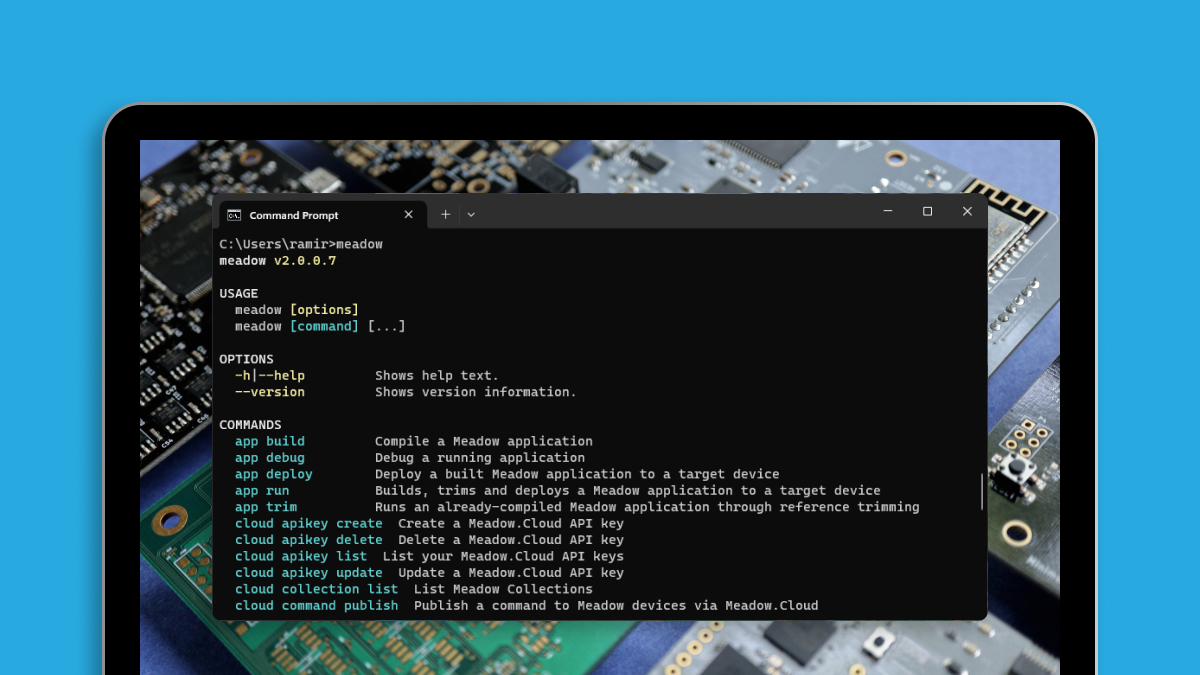 Command Prompt
C:\Users\ramir>meadow
meadow v2.0.0.7
USAGE
meadow [options]
meadow [command] [...]
OPTIONS
-h|--help Shows help text.
--version Shows version information.
COMMANDS
app build Compile a Meadow application
app debug Debug a running application
app deploy Deploy a built Meadow application to a target device
app run Builds, trims and deploys a Meadow application to a target device
app trim Runs an already-compiled Meadow application through reference trimming
cloud apikey create Create a Meadow.Cloud API key
cloud apikey delete Delete a Meadow.Cloud API key
cloud apikey list List your Meadow.Cloud API keys
cloud apikey update Update a Meadow.Cloud API key
cloud collection list List Meadow Collections
cloud command publish Publish a command to Meadow devices via Meadow.Cloud